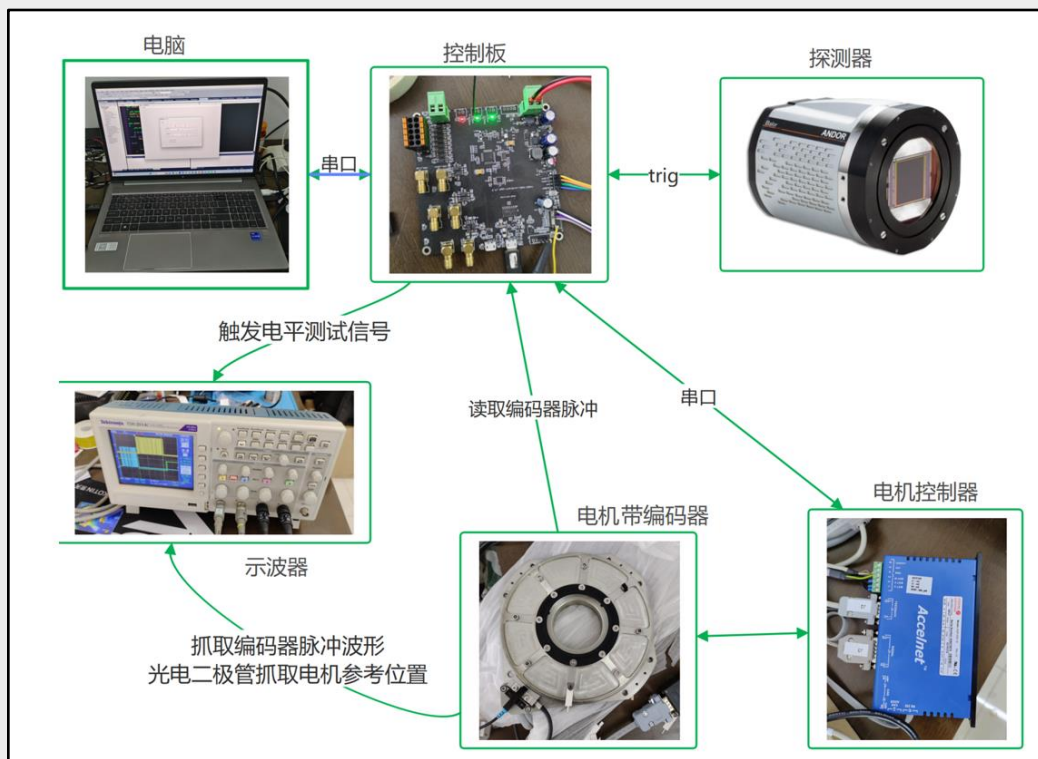 电脑
控制板
探测器
串口
trig
ANDOR
触发电平测试信号
读取编码器脉冲
串口
Tektronix
电机带编码器
电机控制器
示波器
Accelnet
抓取编码器脉冲波形
光电二极管抓取电机参考位置